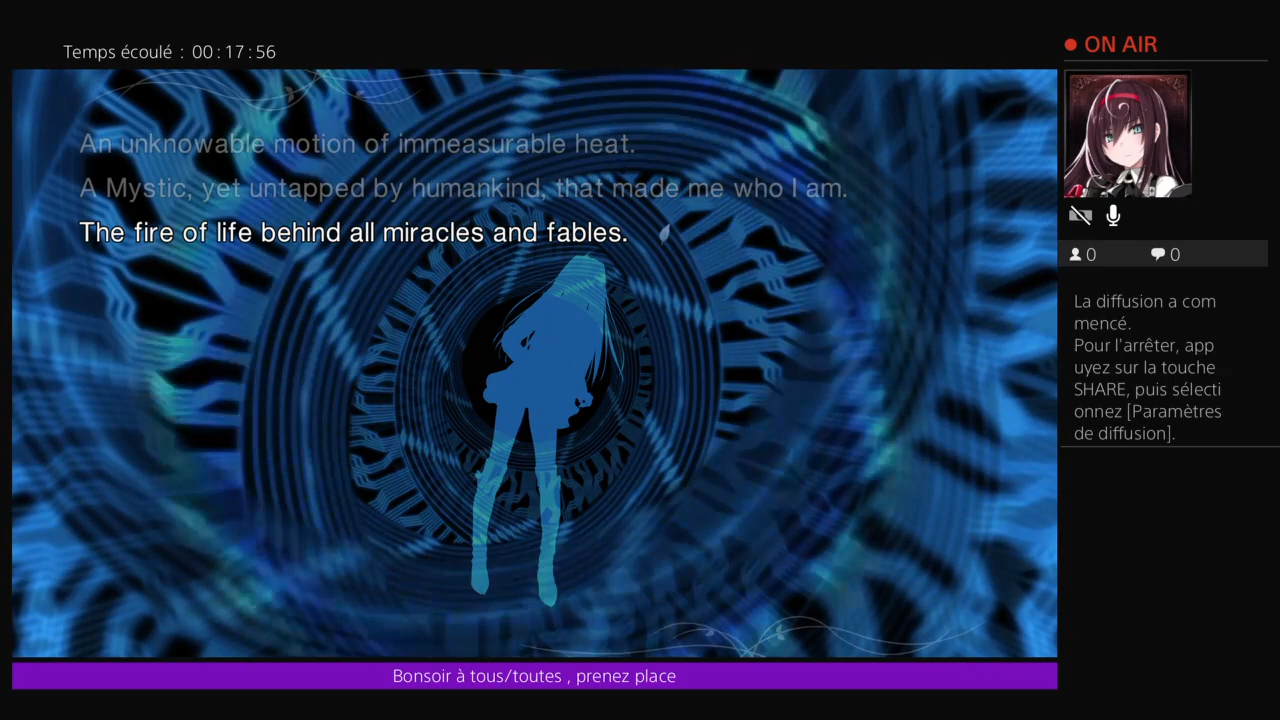 Temps écoulé : 00:17:56
ON AIR
An unknowable motion of immeasurable heat.
A Mystic, yet untapped by humankind, that made me who I am.
The fire of life behind all miracles and fables.
0 0
La diffusion a com
mencé.
Pour l'arrêter, app
uyez sur la touche
SHARE, puis sélecti
onnez [Paramètres
de diffusion].
Bonsoir à tous/toutes , prenez place